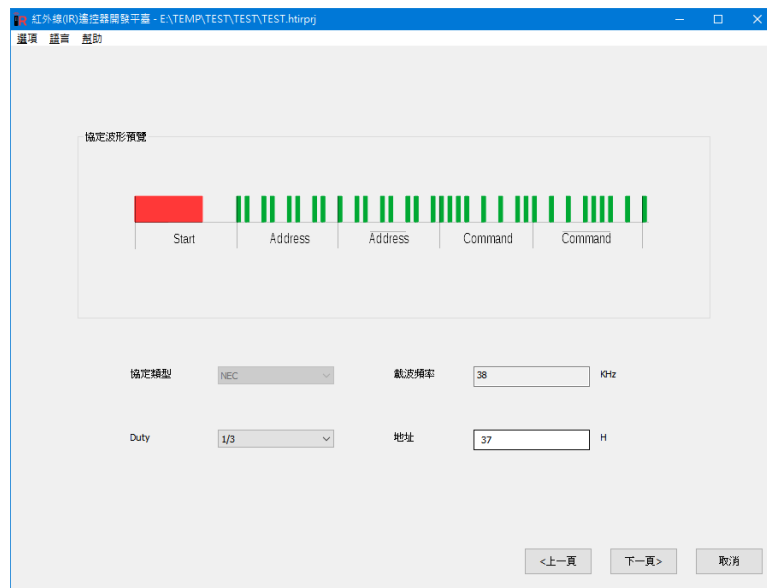 紅外線(IR)遙控器開發平臺 - E:\TEMP\TEST\TEST\TEST.htirprj
選項 語言 幫助
協定波形預覽
Start Address Address Command Command
協定類型 NEC 載波頻率 38 KHz
Duty 1/3 地址 37 H
<上一頁 下一頁> 取消